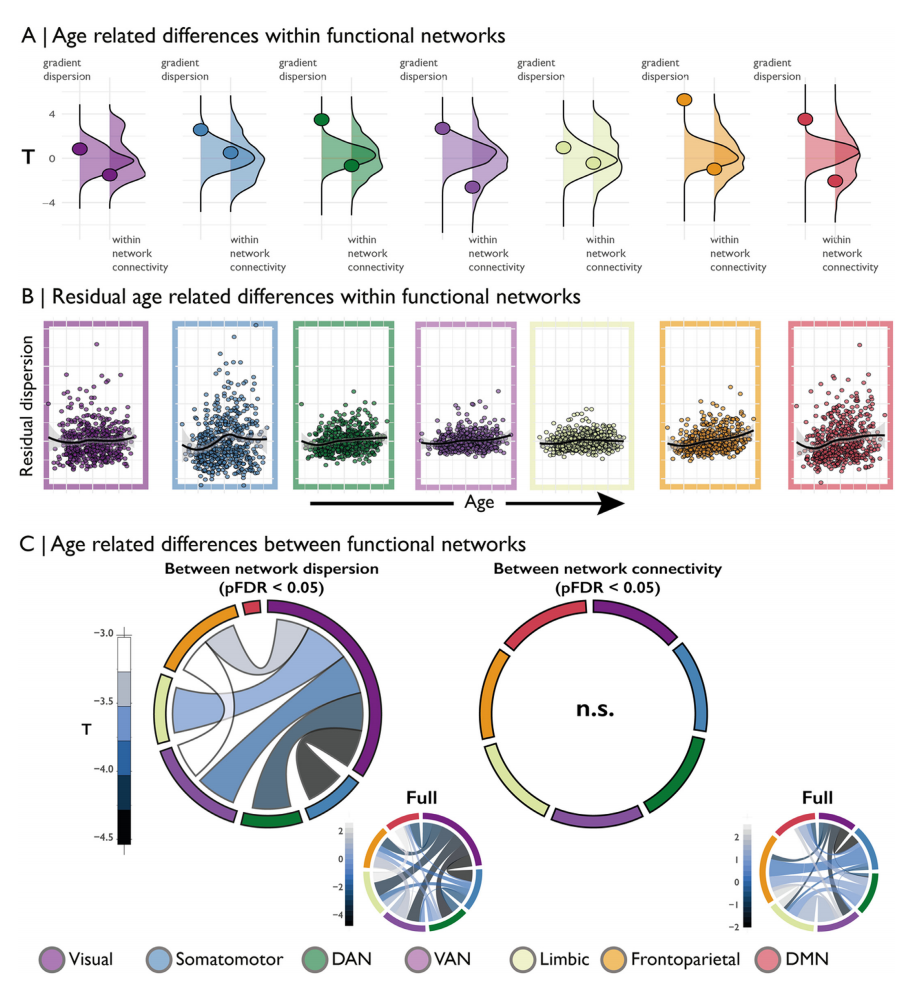 A | Age related differences within functional networks
gradient dispersion gradient dispersion gradient dispersion gradient dispersion gradient dispersion gradient dispersion gradient dispersion
4
T 0
−4
within network connectivity within network connectivity within network connectivity within network connectivity within network connectivity within network connectivity within network connectivity
B | Residual age related differences within functional networks
Residual dispersion
Age
C | Age related differences between functional networks
Between network dispersion
(pFDR < 0.05)
Between network connectivity
(pFDR < 0.05)
−3.0
−3.5
T
−4.0
−4.5
n.s.
Full
2
0
−2
−4
Full
2
1
0
−1
−2
Visual Somatomotor DAN VAN Limbic Frontoparietal DMN